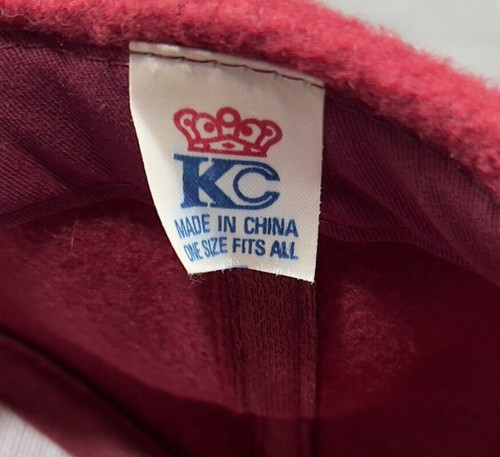 KC
MADE IN CHINA
ONE SIZE FITS ALL